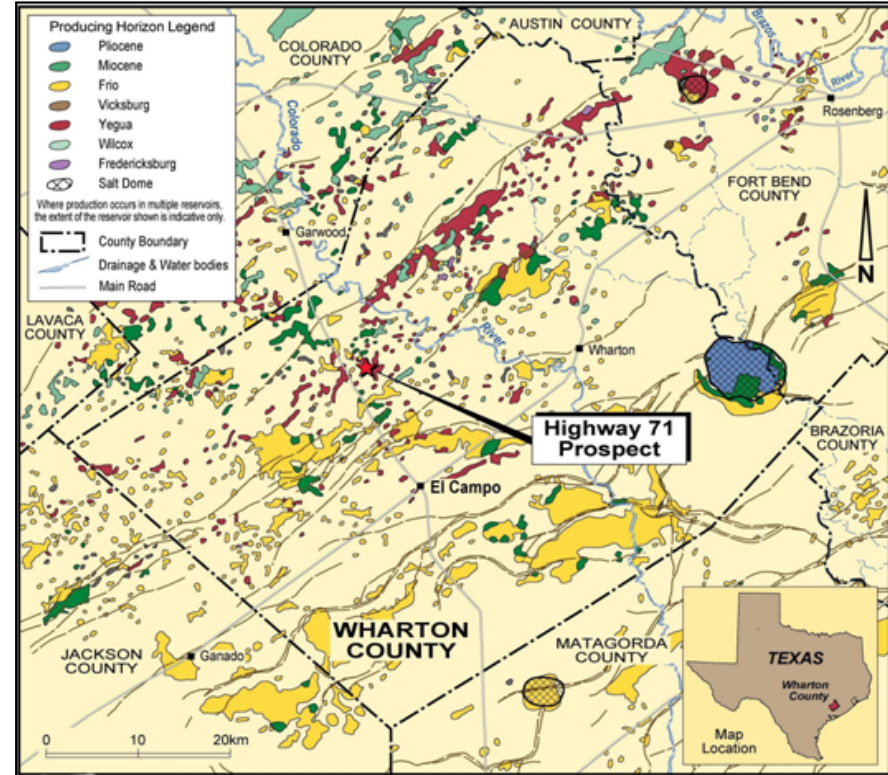 Producing Horizon Legend
Pliocene
Miocene
Frio
Vicksburg
Yegua
Wilcox
Fredericksburg
Salt Dome
Where production occurs in multiple reservoirs,
the extent of the reservoir shown is indicative only.
County Boundary
Drainage & Water bodies
Main Road
COLORADO
COUNTY
AUSTIN COUNTY
Brazos
River
Rosenberg
Colorado
FORT BEND
COUNTY
Garwood
N
LAVACA
COUNTY
River
Wharton
Highway 71
Prospect
BRAZORIA
COUNTY
El Campo
WHARTON
COUNTY
JACKSON
COUNTY
Ganado
MATAGORDA
COUNTY
0 10 20km
TEXAS
Wharton
County
Map
Location